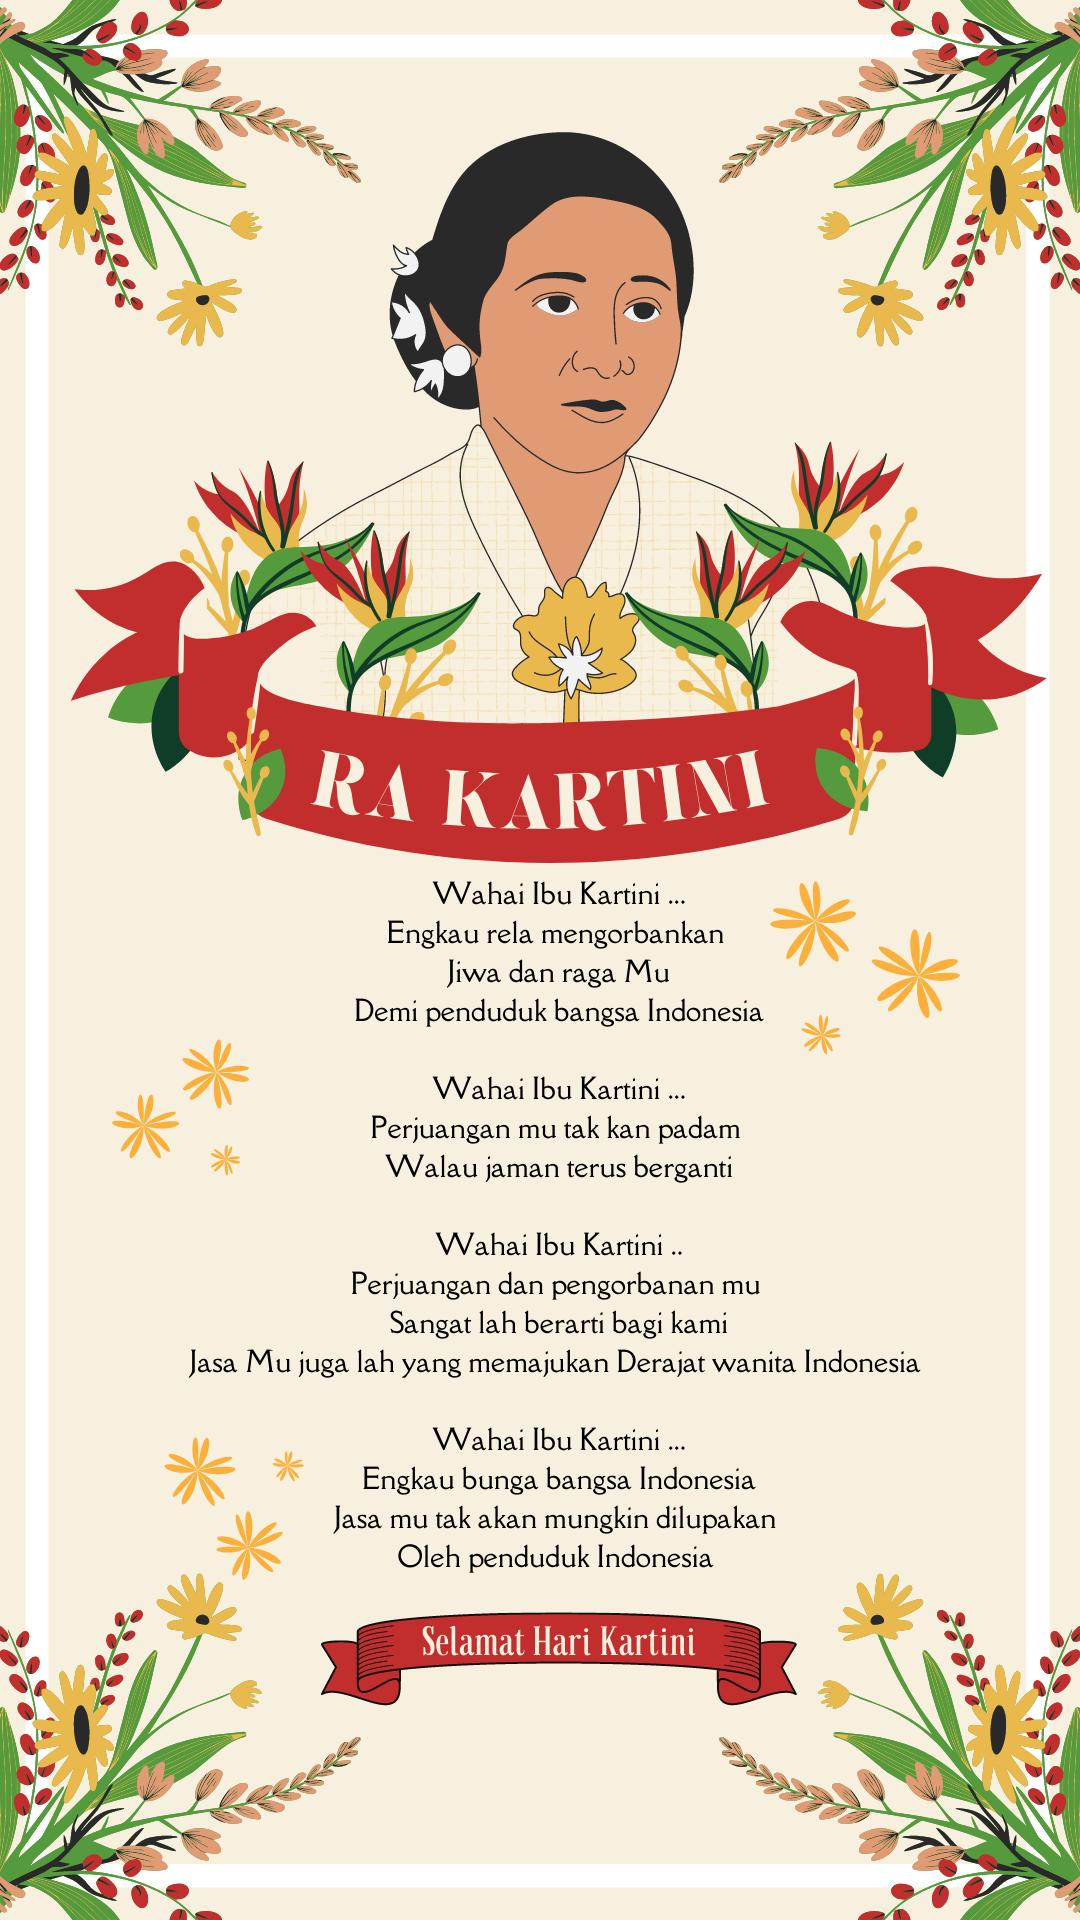 RA KARTINI
Wahai Ibu Kartini ...
Engkau rela mengorbankan
Jiwa dan raga Mu
Demi penduduk bangsa Indonesia
Wahai Ibu Kartini ...
Perjuangan mu tak kan padam
Walau jaman terus berganti
Wahai Ibu Kartini ..
Perjuangan dan pengorbanan mu
Sangat lah berarti bagi kami
Jasa Mu juga lah yang memajukan Derajat wanita Indonesia
Wahai Ibu Kartini ...
Engkau bunga bangsa Indonesia
Jasa mu tak akan mungkin dilupakan
Oleh penduduk Indonesia
Selamat Hari Kartini